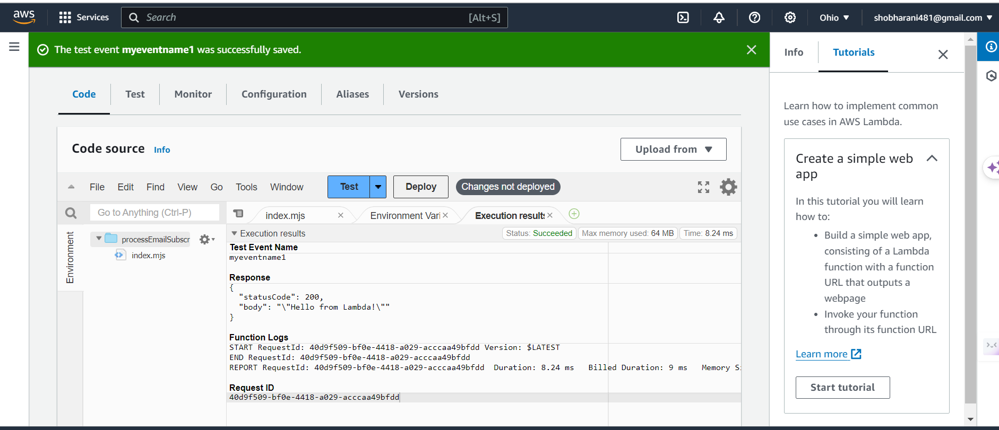 aws
Services
Search
[Alt+S]
Ohio
shobharani481@gmail.com
The test event myeventname1 was successfully saved.
Code
Test
Monitor
Configuration
Aliases
Versions
Code source
Info
Upload from
File
Edit
Find
View
Go
Tools
Window
Test
Deploy
Changes not deployed
Go to Anything (Ctrl-P)
index.mjs
Environment Vari
Execution results
Environment
processEmailSubscr
index.mjs
Execution results
Status: Succeeded
Max memory used: 64 MB
Time: 8.24 ms
Test Event Name
myeventname1
Response
{
"statusCode": 200,
"body": "\"Hello from Lambda!\""
}
Function Logs
START RequestId: 40d9f509-bf0e-4418-a029-acccaa49bfdd Version: $LATEST
END RequestId: 40d9f509-bf0e-4418-a029-acccaa49bfdd
REPORT RequestId: 40d9f509-bf0e-4418-a029-acccaa49bfdd Duration: 8.24 ms Billed Duration: 9 ms Memory S
Request ID
40d9f509-bf0e-4418-a029-acccaa49bfdd
Info
Tutorials
Learn how to implement common
use cases in AWS Lambda.
Create a simple web
app
In this tutorial you will learn
how to:
• Build a simple web app,
consisting of a Lambda
function with a function
URL that outputs a
webpage
• Invoke your function
through its function URL
Learn more
Start tutorial